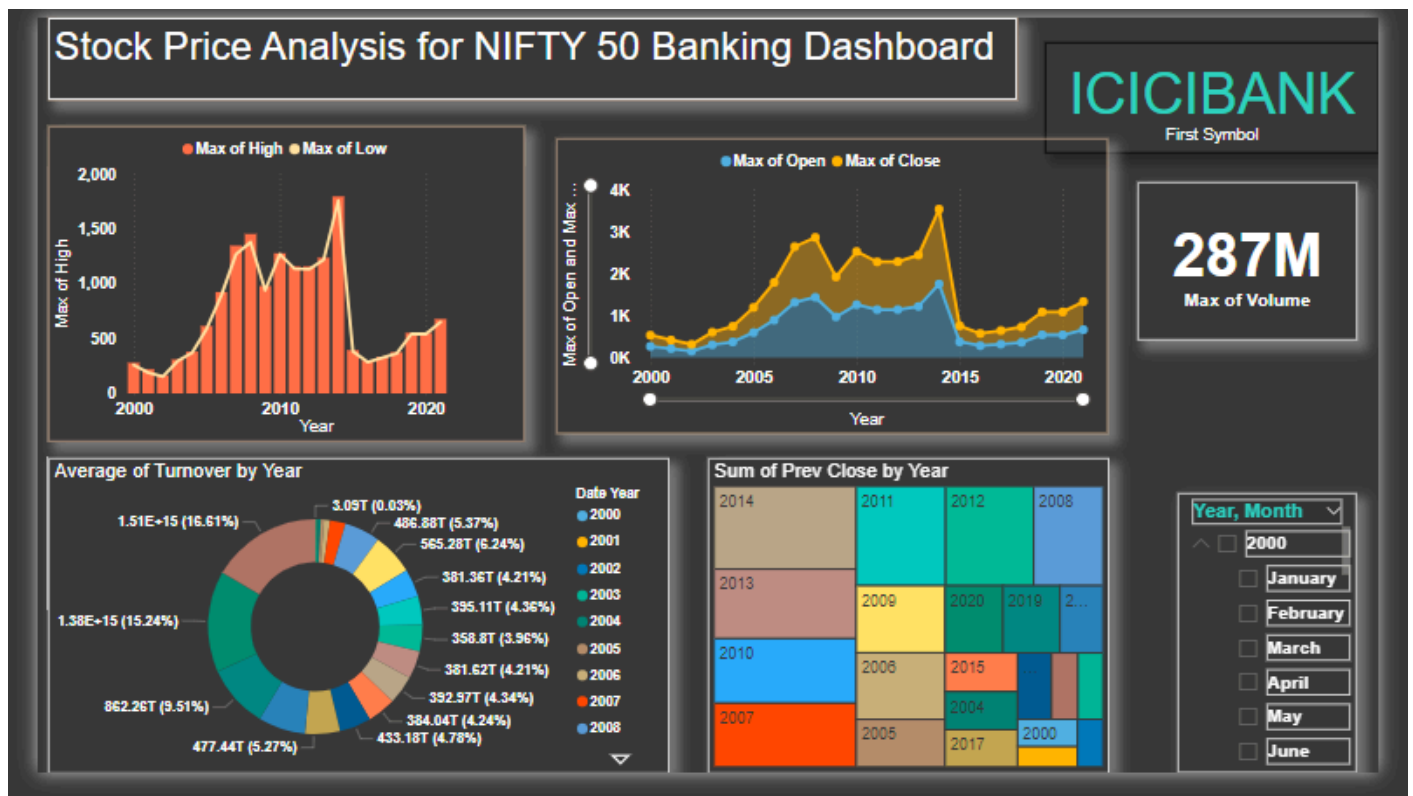 Stock Price Analysis for NIFTY 50 Banking Dashboard
ICICIBANK
First Symbol
Max of High Max of Low
2,000
1,500
1,000
500
0
Max of High
2000 2010 2020
Year
Max of Open Max of Close
Max of Open and Max ...
4K
3K
2K
1K
0K
2000 2005 2010 2015 2020
Year
287M
Max of Volume
Average of Turnover by Year
3.09T (0.03%)
486.88T (5.37%)
565.28T (6.24%)
381.36T (4.21%)
395.11T (4.36%)
358.8T (3.96%)
381.62T (4.21%)
392.97T (4.34%)
384.04T (4.24%)
433.18T (4.78%)
477.44T (5.27%)
862.26T (9.51%)
1.38E+15 (15.24%)
1.51E+15 (16.61%)
Date Year
2000
2001
2002
2003
2004
2005
2006
2007
2008
Sum of Prev Close by Year
2014
2013
2010
2007
2011
2009
2006
2005
2012
2008
2020
2019
2...
2015
2004
2017
...
2000
Year, Month
2000
January
February
March
April
May
June